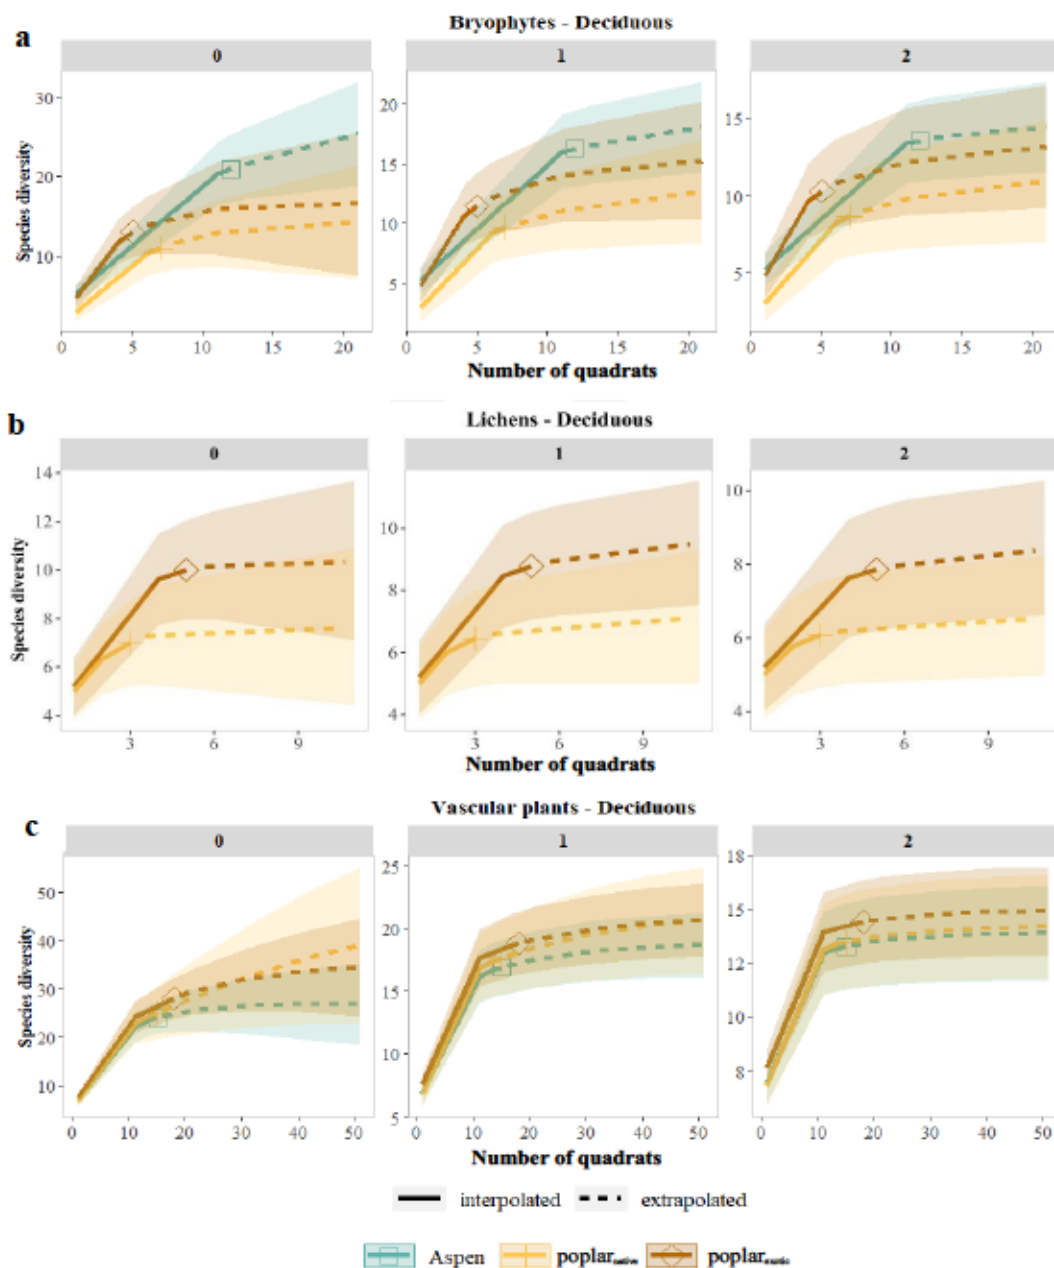 Bryophytes - Deciduous
a
0 1 2
Species diversity
30
20
10
20
15
10
5
15
10
5
0 5 10 15 20
0 5 10 15 20
0 5 10 15 20
Number of quadrats
b
Lichens - Deciduous
0 1 2
Species diversity
14
12
10
8
6
4
10
8
6
4
10
8
6
4
3 6 9
3 6 9
3 6 9
Number of quadrats
Vascular plants - Deciduous
c
0 1 2
Species diversity
50
40
30
20
10
25
20
15
10
5
18
15
12
10
8
0 10 20 30 40 50
0 10 20 30 40 50
0 10 20 30 40 50
Number of quadrats
interpolated extrapolated
Aspen poplar native poplar exotic